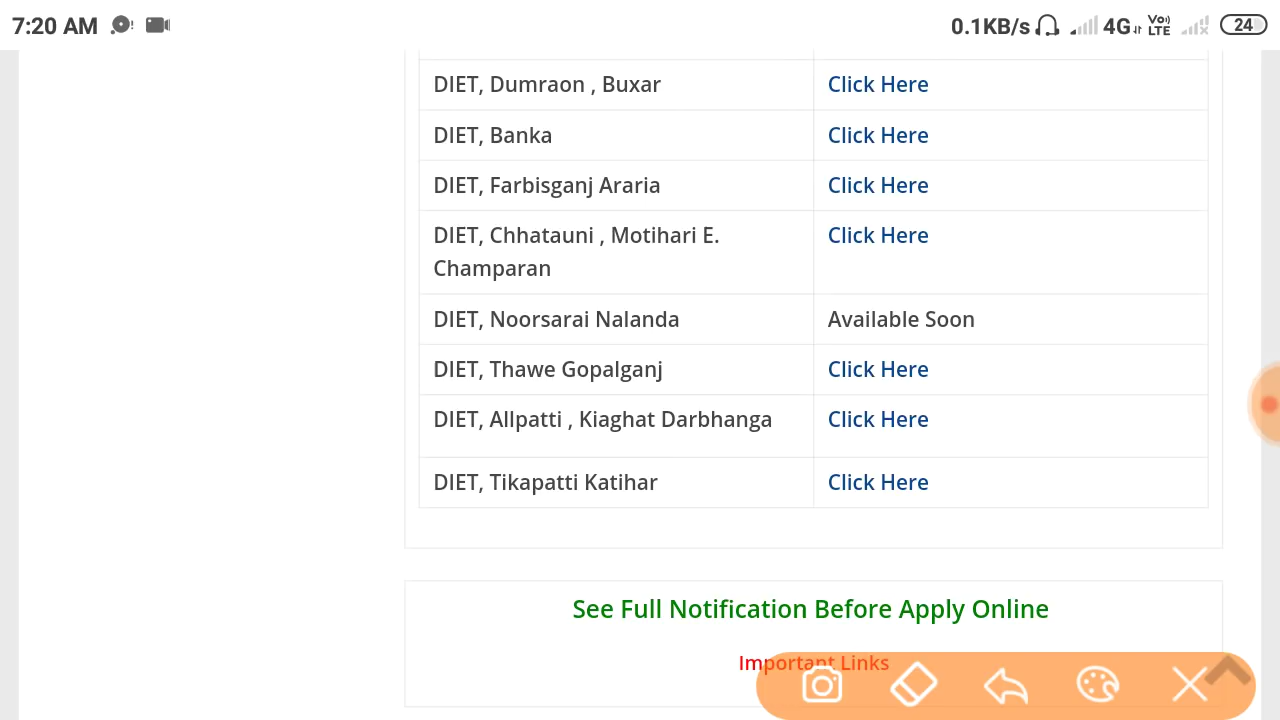 7:20 AM 0.1KB/s 4G Vo) LTE 24
DIET, Dumraon , Buxar Click Here
DIET, Banka Click Here
DIET, Farbisganj Araria Click Here
DIET, Chhatauni , Motihari E. Click Here
Champaran
DIET, Noorsarai Nalanda Available Soon
DIET, Thawe Gopalganj Click Here
DIET, Allpatti , Kiaghat Darbhanga Click Here
DIET, Tikapatti Katihar Click Here
See Full Notification Before Apply Online
Important Links